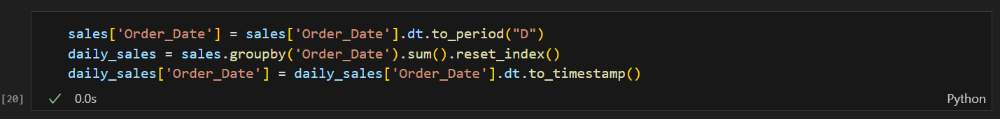 sales['Order_Date'] = sales['Order_Date'].dt.to_period("D")
daily_sales = sales.groupby('Order_Date').sum().reset_index()
daily_sales['Order_Date'] = daily_sales['Order_Date'].dt.to_timestamp()
[20] ✓ 0.0s Python